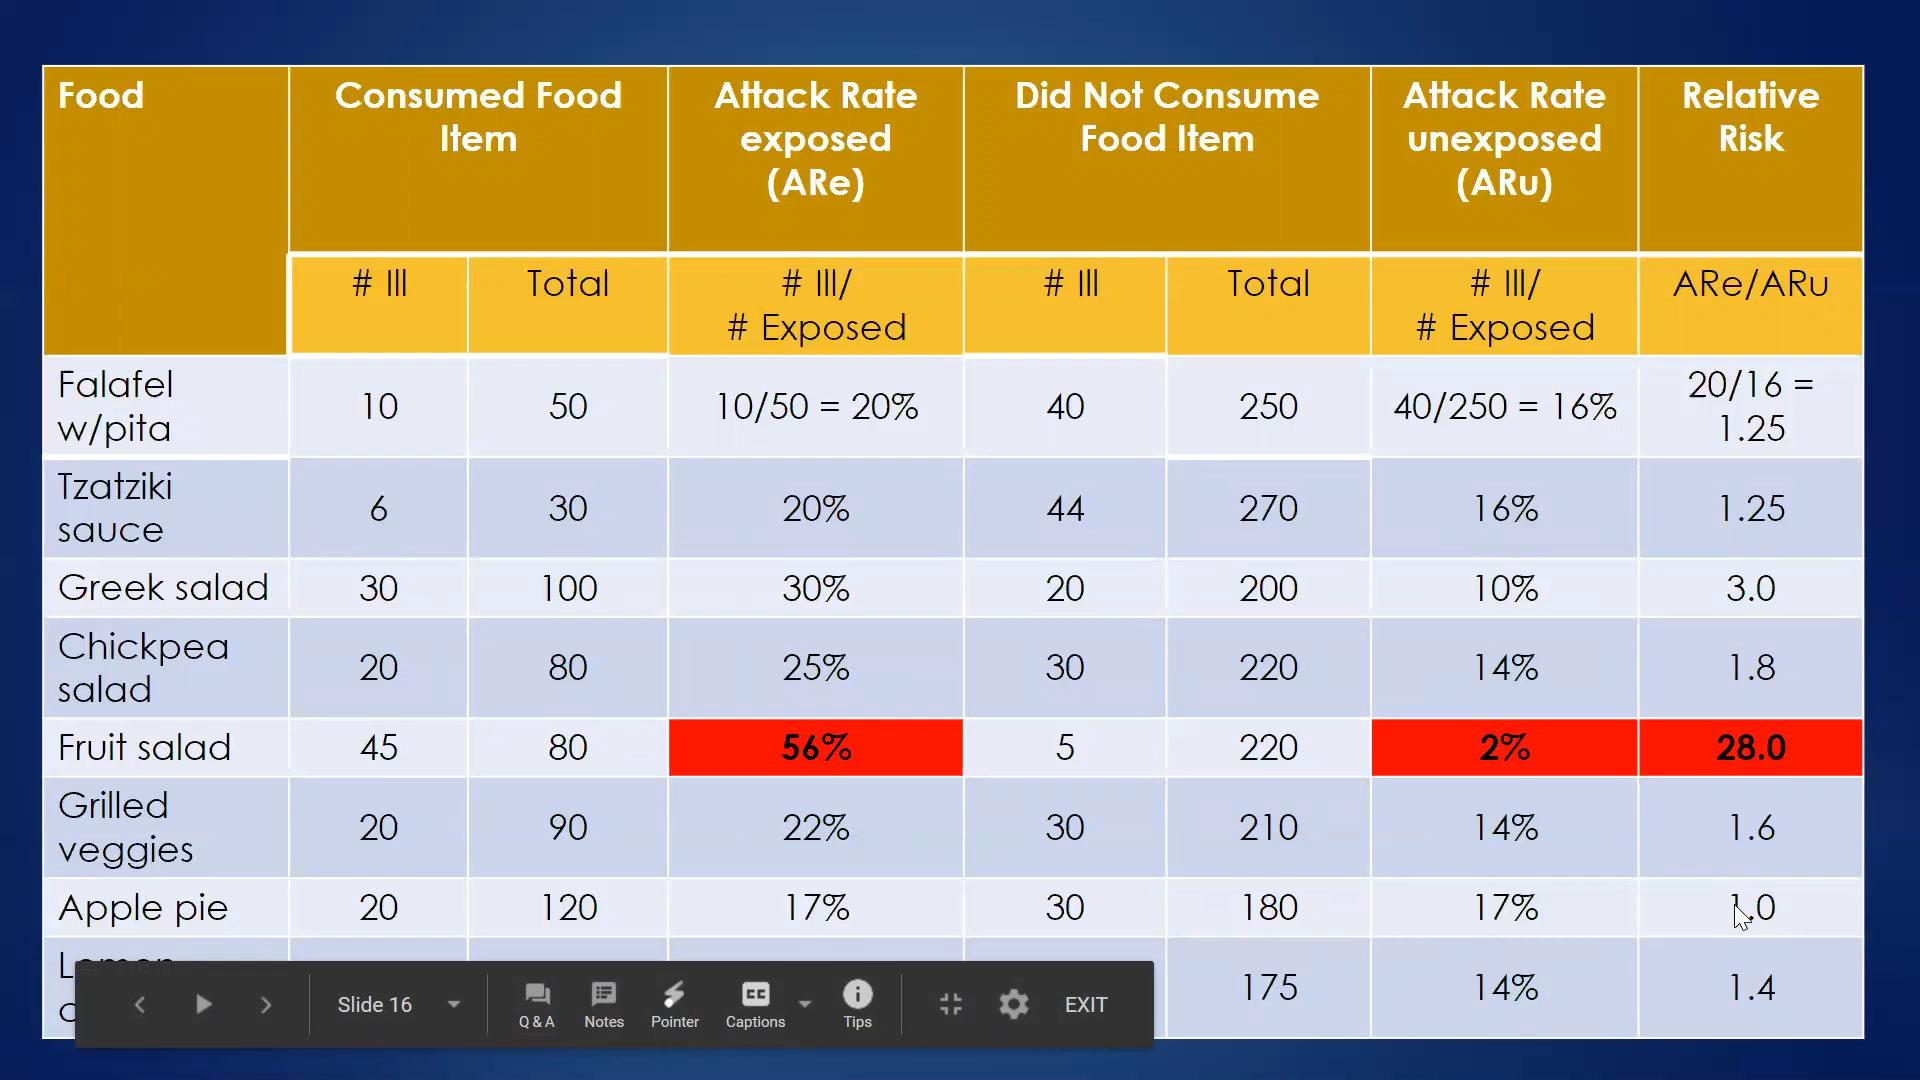 Food
Consumed Food
Item
Attack Rate
exposed
(ARe)
Did Not Consume
Food Item
Attack Rate
unexposed
(ARu)
Relative
Risk
# Ill
Total
# Ill/
# Exposed
# Ill
Total
# Ill/
# Exposed
ARe/ARu
Falafel
w/pita
10
50
10/50 = 20%
40
250
40/250 = 16%
20/16 =
1.25
Tzatziki
sauce
6
30
20%
44
270
16%
1.25
Greek salad
30
100
30%
20
200
10%
3.0
Chickpea
salad
20
80
25%
30
220
14%
1.8
Fruit salad
45
80
56%
5
220
2%
28.0
Grilled
veggies
20
90
22%
30
210
14%
1.6
Apple pie
20
120
17%
30
180
17%
1.0
175
14%
1.4
Slide 16
Q & A
Notes
Pointer
CC
Captions
Tips
EXIT